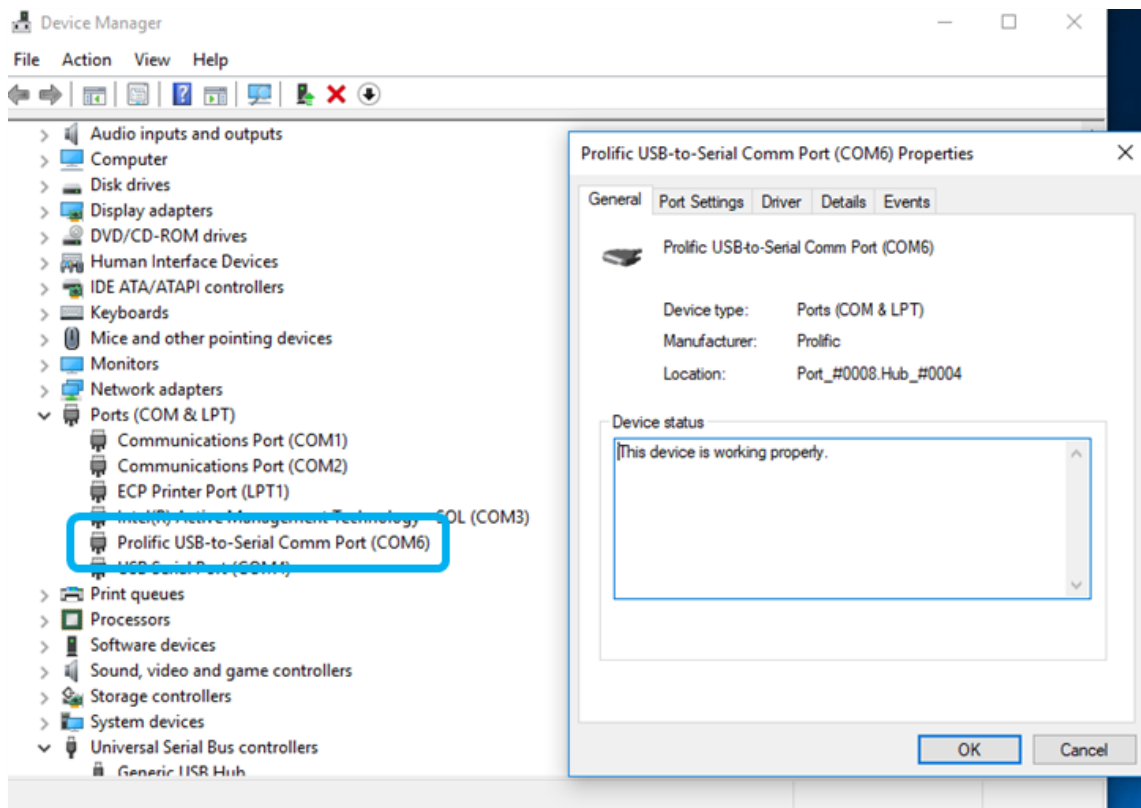 Device Manager
File Action View Help
Audio inputs and outputs
Computer
Disk drives
Display adapters
DVD/CD-ROM drives
Human Interface Devices
IDE ATA/ATAPI controllers
Keyboards
Mice and other pointing devices
Monitors
Network adapters
Ports (COM & LPT)
Communications Port (COM1)
Communications Port (COM2)
ECP Printer Port (LPT1)
Intel(R) Active Management Technology - SOL (COM3)
Prolific USB-to-Serial Comm Port (COM6)
USB Serial Port (COM4)
Print queues
Processors
Software devices
Sound, video and game controllers
Storage controllers
System devices
Universal Serial Bus controllers
Generic USB Hub
Prolific USB-to-Serial Comm Port (COM6) Properties
General Port Settings Driver Details Events
Prolific USB-to-Serial Comm Port (COM6)
Device type: Ports (COM & LPT)
Manufacturer: Prolific
Location: Port_#0008.Hub_#0004
Device status
This device is working properly.
OK Cancel